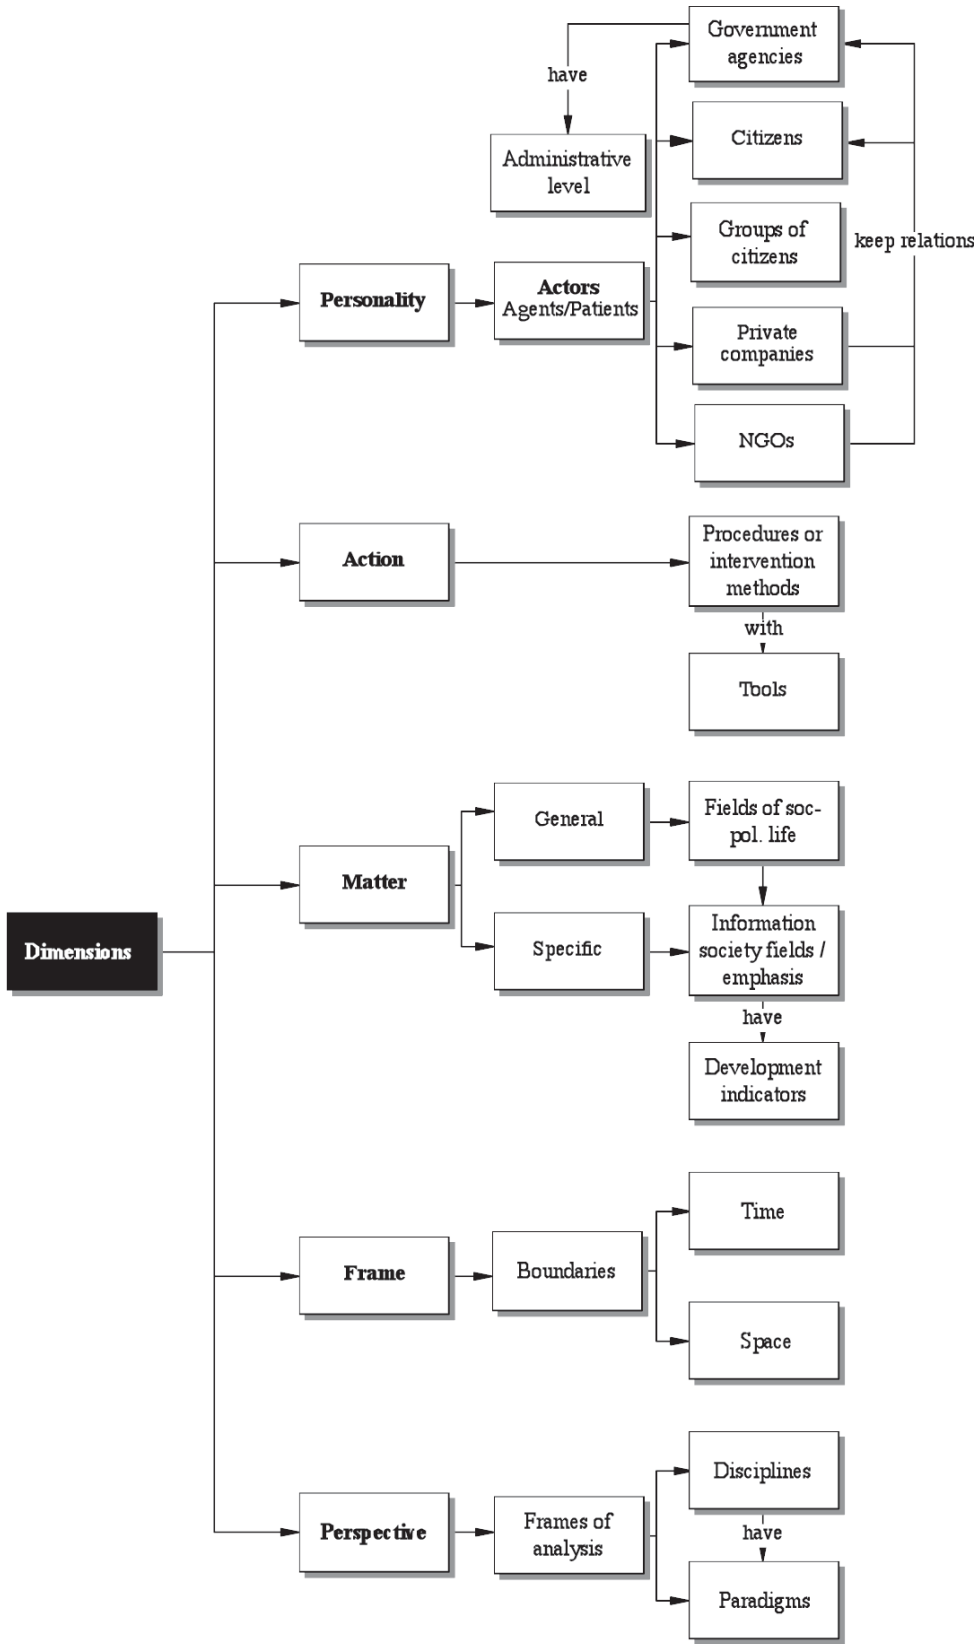 Government
agencies
have
Citizens
Administrative
level
Groups of
citizens
keep relations
Personality
Actors
Agents/Patients
Private
companies
NGOs
Action
Procedures or
intervention
methods
with
Tools
General
Fields of soc-
pol. life
Matter
Dimensions
Specific
Information
society fields /
emphasis
have
Development
indicators
Time
Frame
Boundaries
Space
Disciplines
Perspective
Frames of
analysis
have
Paradigms